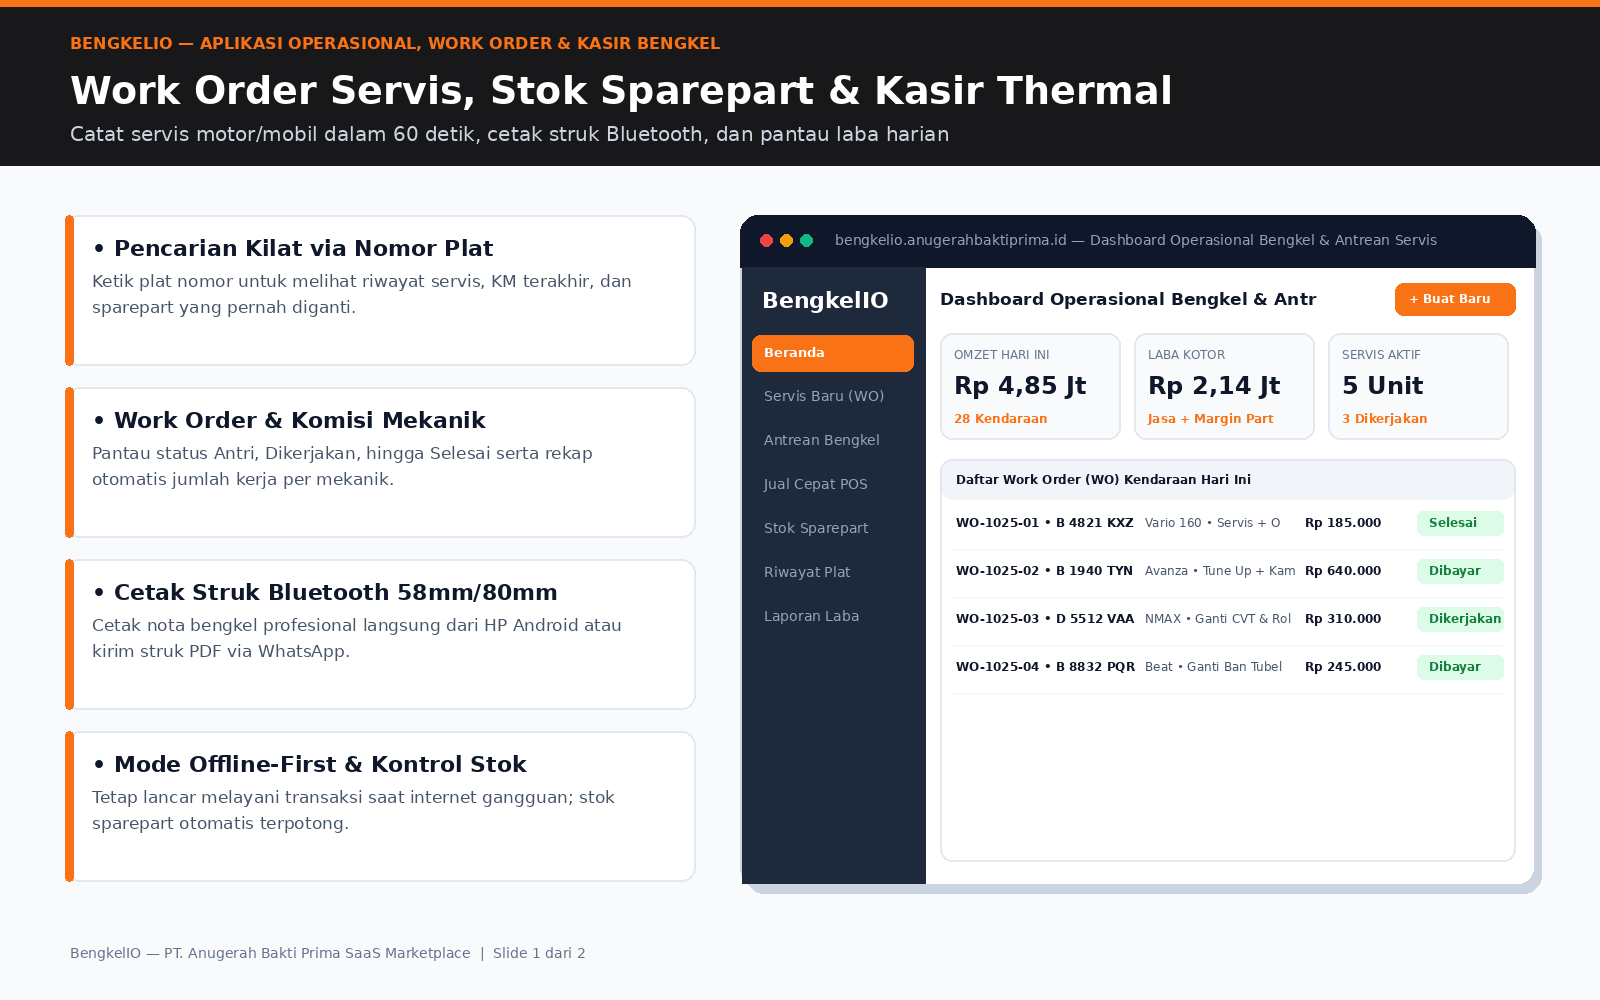 BENGKELIO — APLIKASI OPERASIONAL, WORK ORDER & KASIR BENGKEL
Work Order Servis, Stok Sparepart & Kasir Thermal
Catat servis motor/mobil dalam 60 detik, cetak struk Bluetooth, dan pantau laba harian
• Pencarian Kilat via Nomor Plat
Ketik plat nomor untuk melihat riwayat servis, KM terakhir, dan
sparepart yang pernah diganti.
• Work Order & Komisi Mekanik
Pantau status Antri, Dikerjakan, hingga Selesai serta rekap
otomatis jumlah kerja per mekanik.
• Cetak Struk Bluetooth 58mm/80mm
Cetak nota bengkel profesional langsung dari HP Android atau
kirim struk PDF via WhatsApp.
• Mode Offline-First & Kontrol Stok
Tetap lancar melayani transaksi saat internet gangguan; stok
sparepart otomatis terpotong.
bengkelio.anugerahbaktiprima.id — Dashboard Operasional Bengkel & Antrean Servis
BengkelIO
Beranda
Servis Baru (WO)
Antrean Bengkel
Jual Cepat POS
Stok Sparepart
Riwayat Plat
Laporan Laba
Dashboard Operasional Bengkel & Antr
+ Buat Baru
OMZET HARI INI
Rp 4,85 Jt
28 Kendaraan
LABA KOTOR
Rp 2,14 Jt
Jasa + Margin Part
SERVIS AKTIF
5 Unit
3 Dikerjakan
Daftar Work Order (WO) Kendaraan Hari Ini
WO-1025-01 • B 4821 KXZ Vario 160 • Servis + O Rp 185.000 Selesai
WO-1025-02 • B 1940 TYN Avanza • Tune Up + Kam Rp 640.000 Dibayar
WO-1025-03 • D 5512 VAA NMAX • Ganti CVT & Rol Rp 310.000 Dikerjakan
WO-1025-04 • B 8832 PQR Beat • Ganti Ban Tubel Rp 245.000 Dibayar
BengkelIO — PT. Anugerah Bakti Prima SaaS Marketplace | Slide 1 dari 2